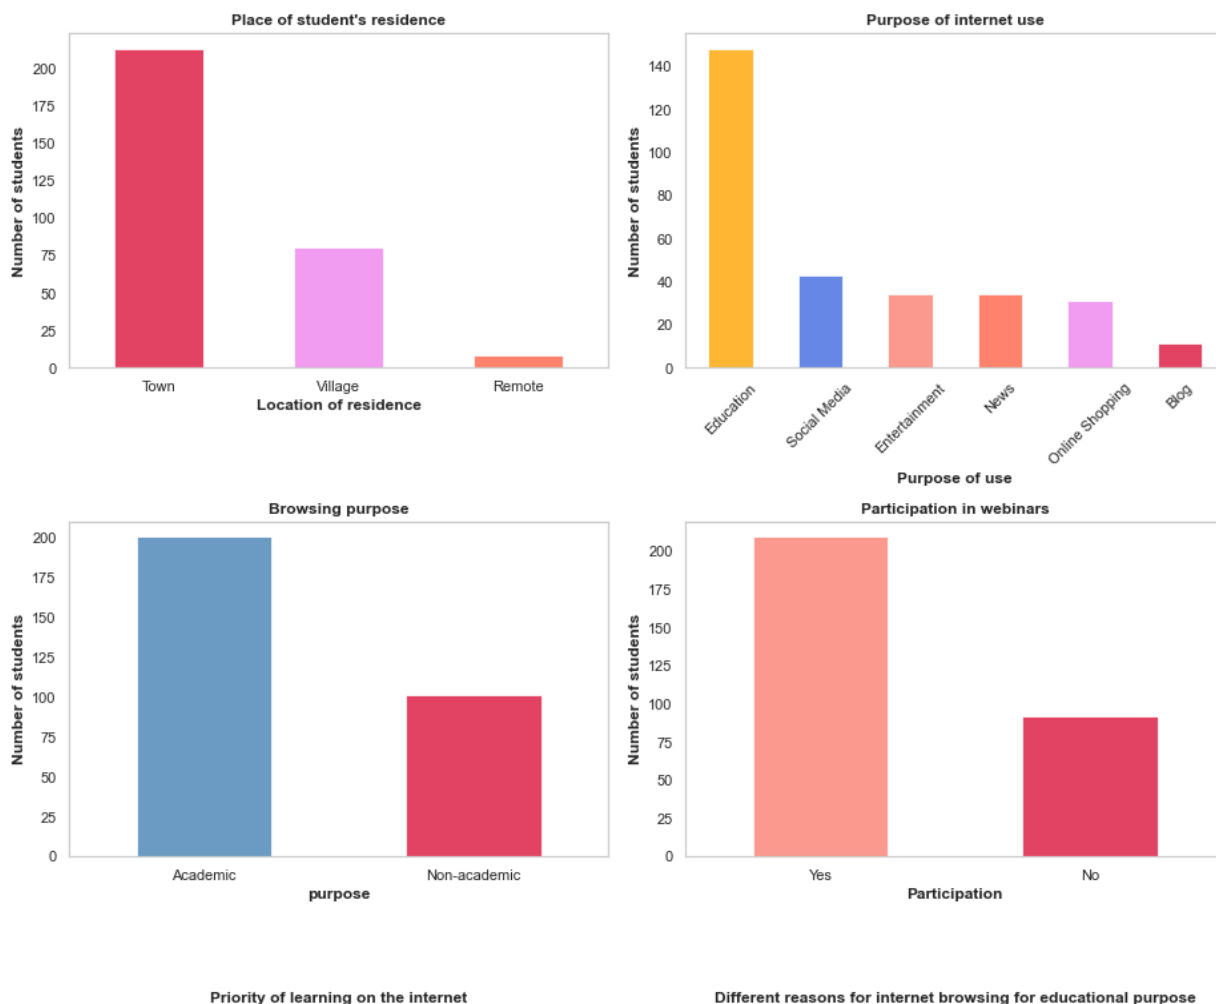 Place of student's residence
Number of students
200
175
150
125
100
75
50
25
0
Town
Village
Remote
Location of residence
Purpose of internet use
Number of students
140
120
100
80
60
40
20
0
Education
Social Media
Entertainment
News
Online Shopping
Blog
Purpose of use
Browsing purpose
Number of students
200
175
150
125
100
75
50
25
0
Academic
Non-academic
purpose
Participation in webinars
Number of students
200
175
150
125
100
75
50
25
0
Yes
No
Participation
Priority of learning on the internet
Different reasons for internet browsing for educational purpose